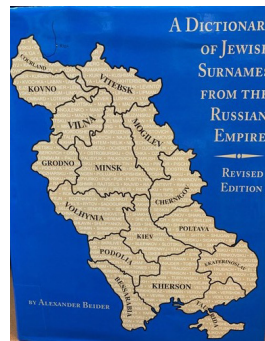 A DICTIONAR
OF JEWISH
SURNAMES
FROM THE
RUSSIAN
EMPIRE
REVISED
EDITION
COURLAND
KOVNO
VITEBSK
VILNA
MOGILEV
GRODNO
MINSK
CHERNIGOV
VOLHYNIA
KIEV
POLTAVA
PODOLIA
EKATERINOSLAV
BESSARABIA
KHERSON
TAURIDA
BY ALEXANDER BEIDER